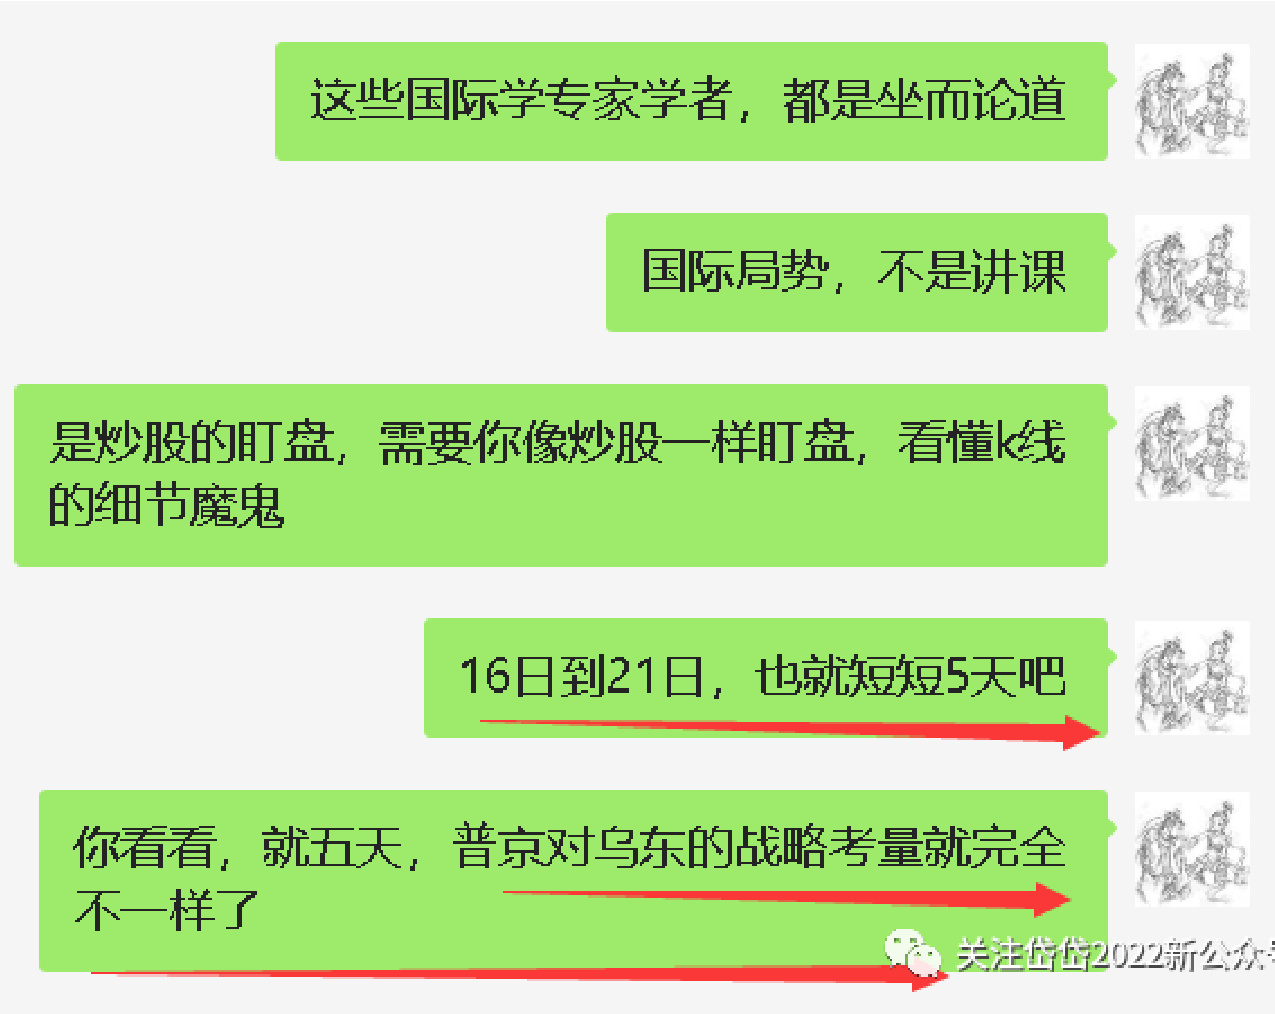 这些国际学专家学者，都是坐而论道
国际局势，不是讲课
是炒股的盯盘，需要你像炒股一样盯盘，看懂k线
的细节魔鬼
16日到21日，也就短短5天吧
你看看，就五天，普京对乌东的战略考量就完全
不一样了
关注岱岱2022新公众号